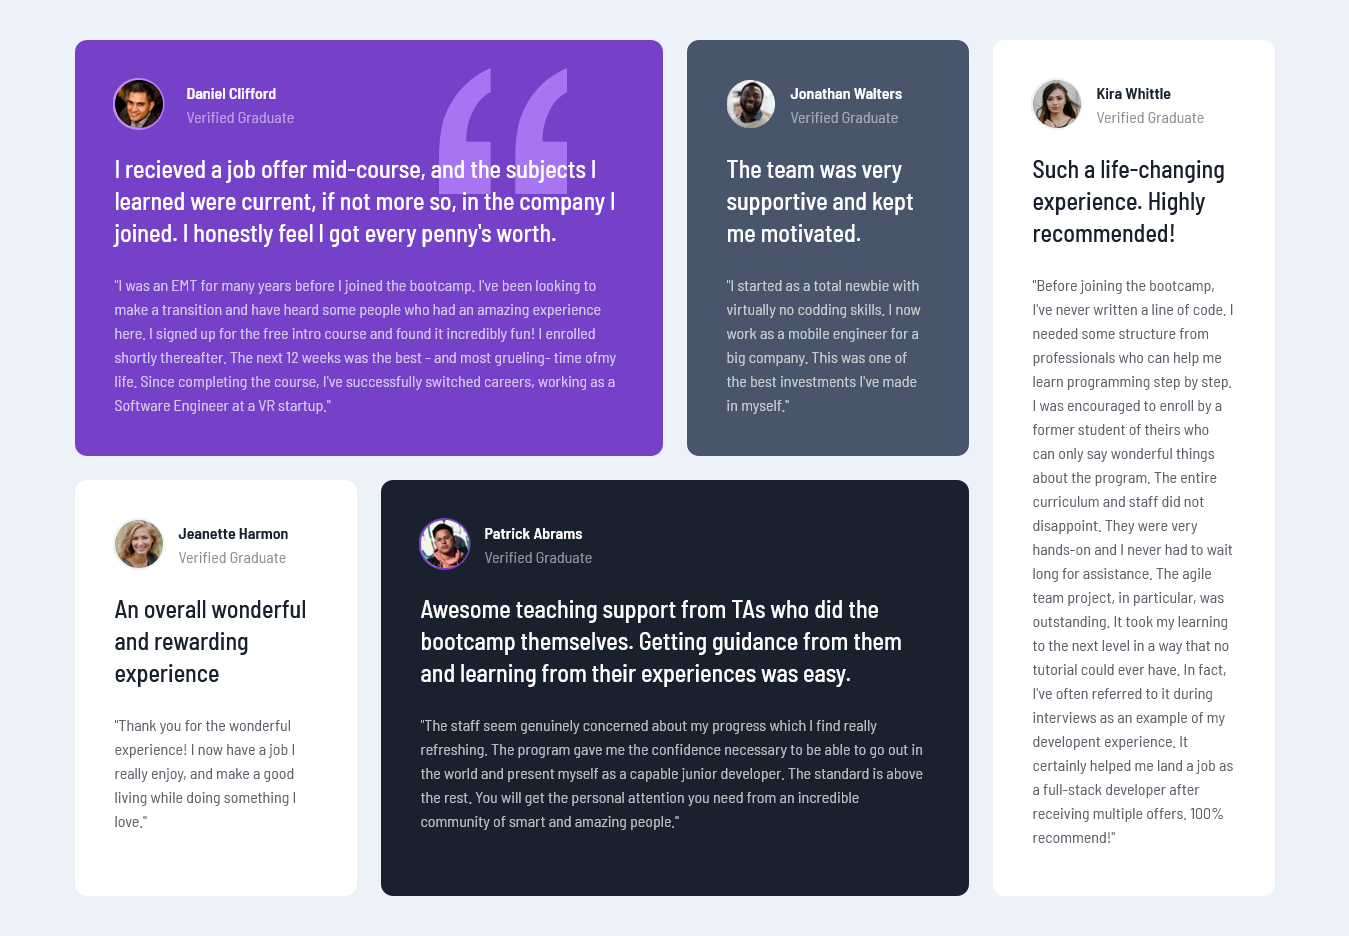 Daniel Clifford
Verified Graduate
I recieved a job offer mid-course, and the subjects I
learned were current, if not more so, in the company I
joined. I honestly feel I got every penny's worth.
"I was an EMT for many years before I joined the bootcamp. I've been looking to
make a transition and have heard some people who had an amazing experience
here. I signed up for the free intro course and found it incredibly fun! I enrolled
shortly thereafter. The next 12 weeks was the best - and most grueling- time ofmy
life. Since completing the course, I've successfully switched careers, working as a
Software Engineer at a VR startup."
Jonathan Walters
Verified Graduate
The team was very
supportive and kept
me motivated.
"I started as a total newbie with
virtually no codding skills. I now
work as a mobile engineer for a
big company. This was one of
the best investments I've made
in myself."
Kira Whittle
Verified Graduate
Such a life-changing
experience. Highly
recommended!
"Before joining the bootcamp,
I've never written a line of code. I
needed some structure from
professionals who can help me
learn programming step by step.
I was encouraged to enroll by a
former student of theirs who
can only say wonderful things
about the program. The entire
curriculum and staff did not
disappoint. They were very
hands-on and I never had to wait
long for assistance. The agile
team project, in particular, was
outstanding. It took my learning
to the next level in a way that no
tutorial could ever have. In fact,
I've often referred to it during
interviews as an example of my
developent experience. It
certainly helped me land a job as
a full-stack developer after
receiving multiple offers. 100%
recommend!"
Jeanette Harmon
Verified Graduate
An overall wonderful
and rewarding
experience
"Thank you for the wonderful
experience! I now have a job I
really enjoy, and make a good
living while doing something I
love."
Patrick Abrams
Verified Graduate
Awesome teaching support from TAs who did the
bootcamp themselves. Getting guidance from them
and learning from their experiences was easy.
"The staff seem genuinely concerned about my progress which I find really
refreshing. The program gave me the confidence necessary to be able to go out in
the world and present myself as a capable junior developer. The standard is above
the rest. You will get the personal attention you need from an incredible
community of smart and amazing people."